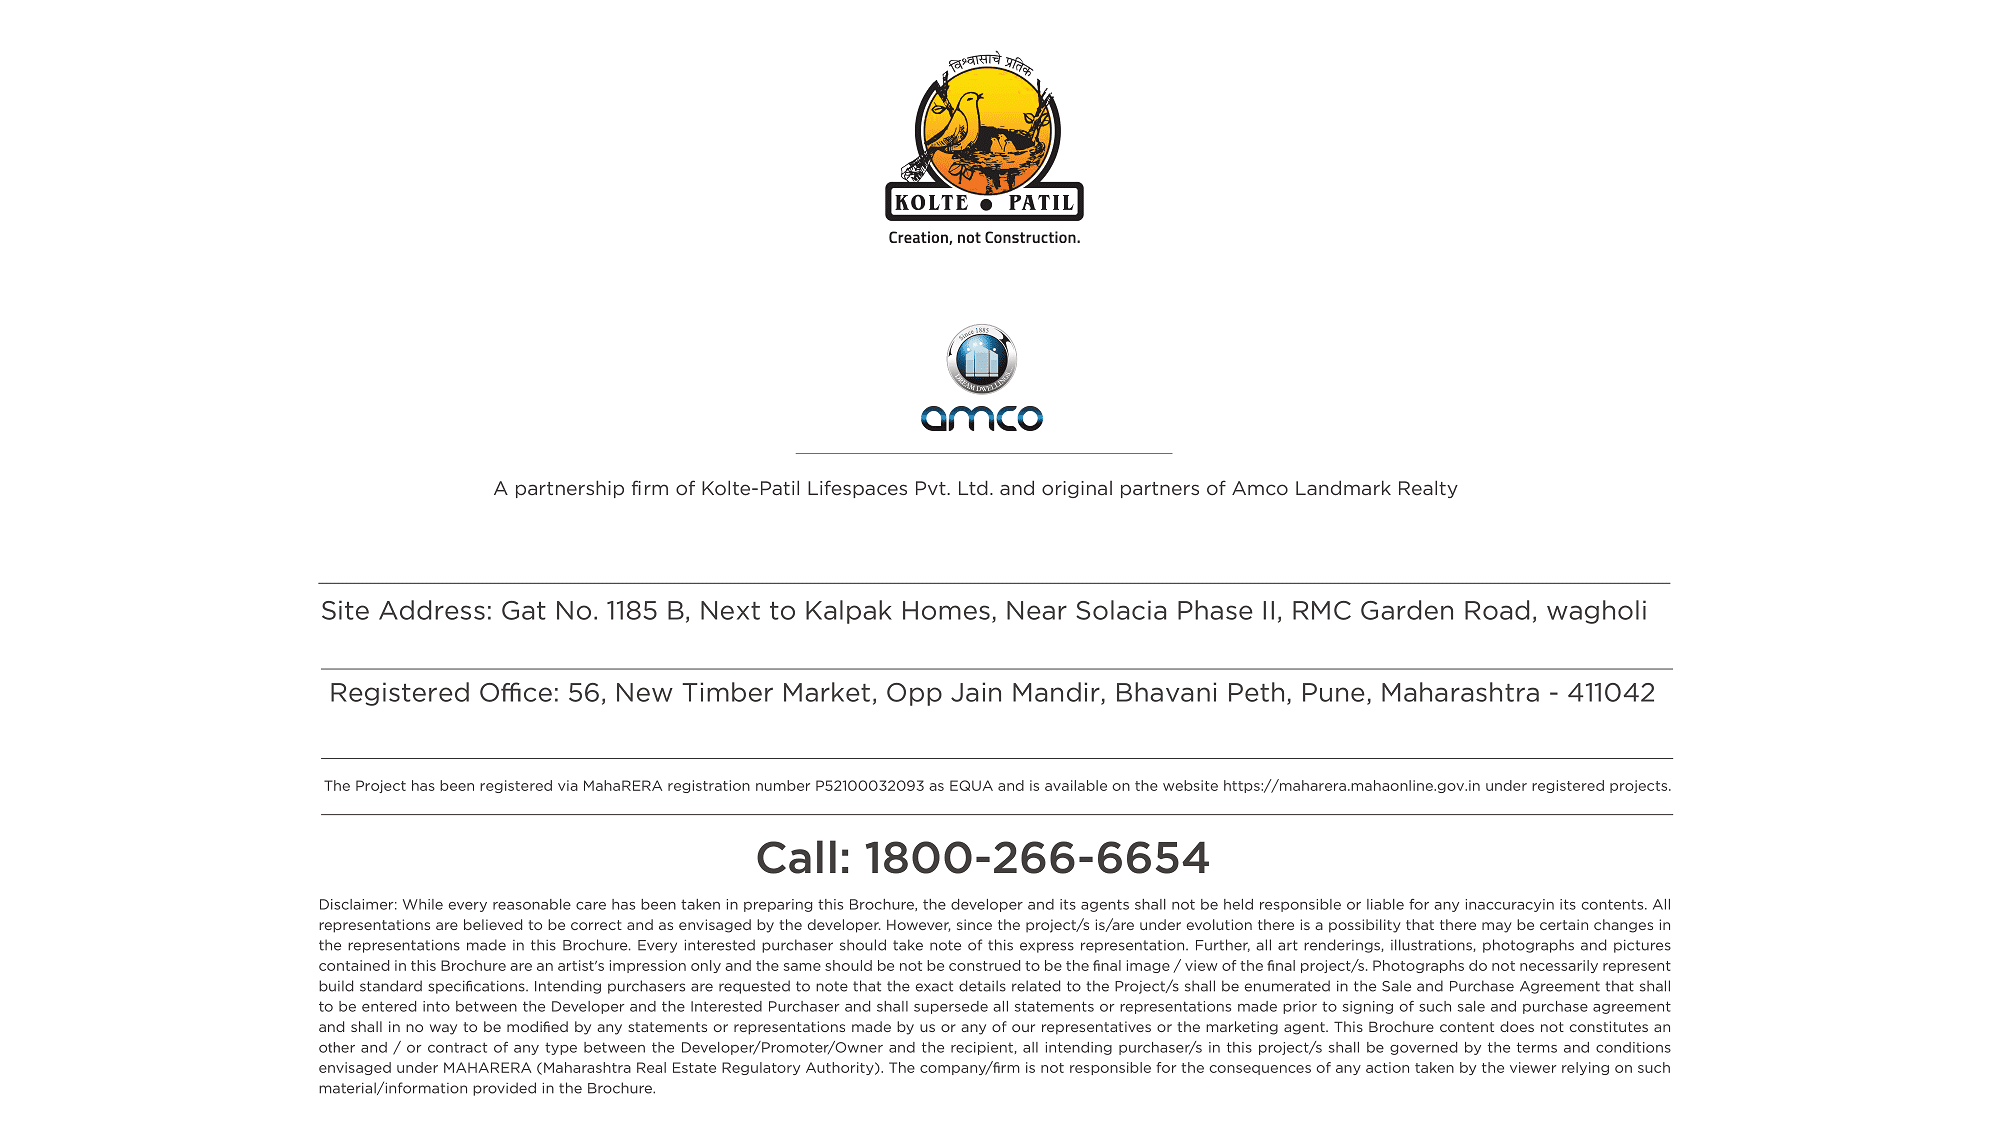 विश्वासाचे प्रतिक
KOLTE • PATIL
Creation, not Construction.
Since 1885
DREAM DWELLINGS
amco
A partnership firm of Kolte-Patil Lifespaces Pvt. Ltd. and original partners of Amco Landmark Realty
Site Address: Gat No. 1185 B, Next to Kalpak Homes, Near Solacia Phase II, RMC Garden Road, wagholi
Registered Office: 56, New Timber Market, Opp Jain Mandir, Bhavani Peth, Pune, Maharashtra - 411042
The Project has been registered via MahaRERA registration number P52100032093 as EQUA and is available on the website https://maharera.mahaonline.gov.in under registered projects.
Call: 1800-266-6654
Disclaimer: While every reasonable care has been taken in preparing this Brochure, the developer and its agents shall not be held responsible or liable for any inaccuracyin its contents. All
representations are believed to be correct and as envisaged by the developer. However, since the project/s is/are under evolution there is a possibility that there may be certain changes in
the representations made in this Brochure. Every interested purchaser should take note of this express representation. Further, all art renderings, illustrations, photographs and pictures
contained in this Brochure are an artist's impression only and the same should be not be construed to be the final image / view of the final project/s. Photographs do not necessarily represent
build standard specifications. Intending purchasers are requested to note that the exact details related to the Project/s shall be enumerated in the Sale and Purchase Agreement that shall
to be entered into between the Developer and the Interested Purchaser and shall supersede all statements or representations made prior to signing of such sale and purchase agreement
and shall in no way to be modified by any statements or representations made by us or any of our representatives or the marketing agent. This Brochure content does not constitutes an
other and / or contract of any type between the Developer/Promoter/Owner and the recipient, all intending purchaser/s in this project/s shall be governed by the terms and conditions
envisaged under MAHARERA (Maharashtra Real Estate Regulatory Authority). The company/firm is not responsible for the consequences of any action taken by the viewer relying on such
material/information provided in the Brochure.